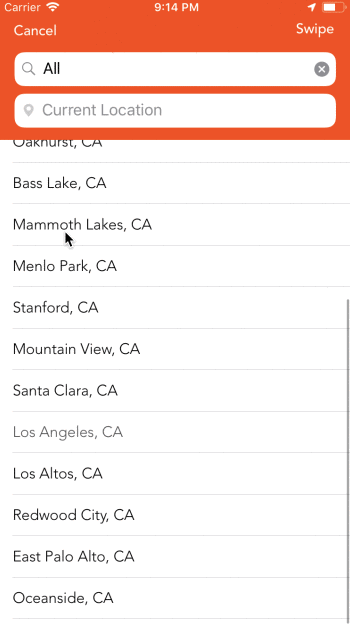 Carrier 9:14 PM
Cancel Swipe
All
Current Location
Oakhurst, CA
Bass Lake, CA
Mammoth Lakes, CA
Menlo Park, CA
Stanford, CA
Mountain View, CA
Santa Clara, CA
Los Angeles, CA
Los Altos, CA
Redwood City, CA
East Palo Alto, CA
Oceanside, CA